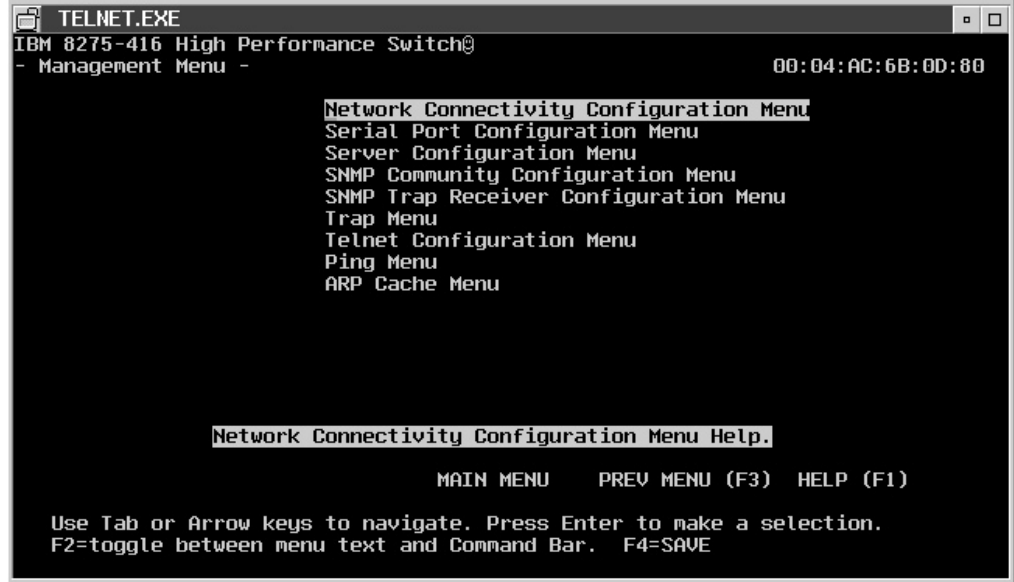 TELNET.EXE
IBM 8275-416 High Performance Switch
- Management Menu - 00:04:AC:6B:0D:80
Network Connectivity Configuration Menu
Serial Port Configuration Menu
Server Configuration Menu
SNMP Community Configuration Menu
SNMP Trap Receiver Configuration Menu
Trap Menu
Telnet Configuration Menu
Ping Menu
ARP Cache Menu
Network Connectivity Configuration Menu Help.
MAIN MENU PREV MENU (F3) HELP (F1)
Use Tab or Arrow keys to navigate. Press Enter to make a selection.
F2=toggle between menu text and Command Bar. F4=SAVE